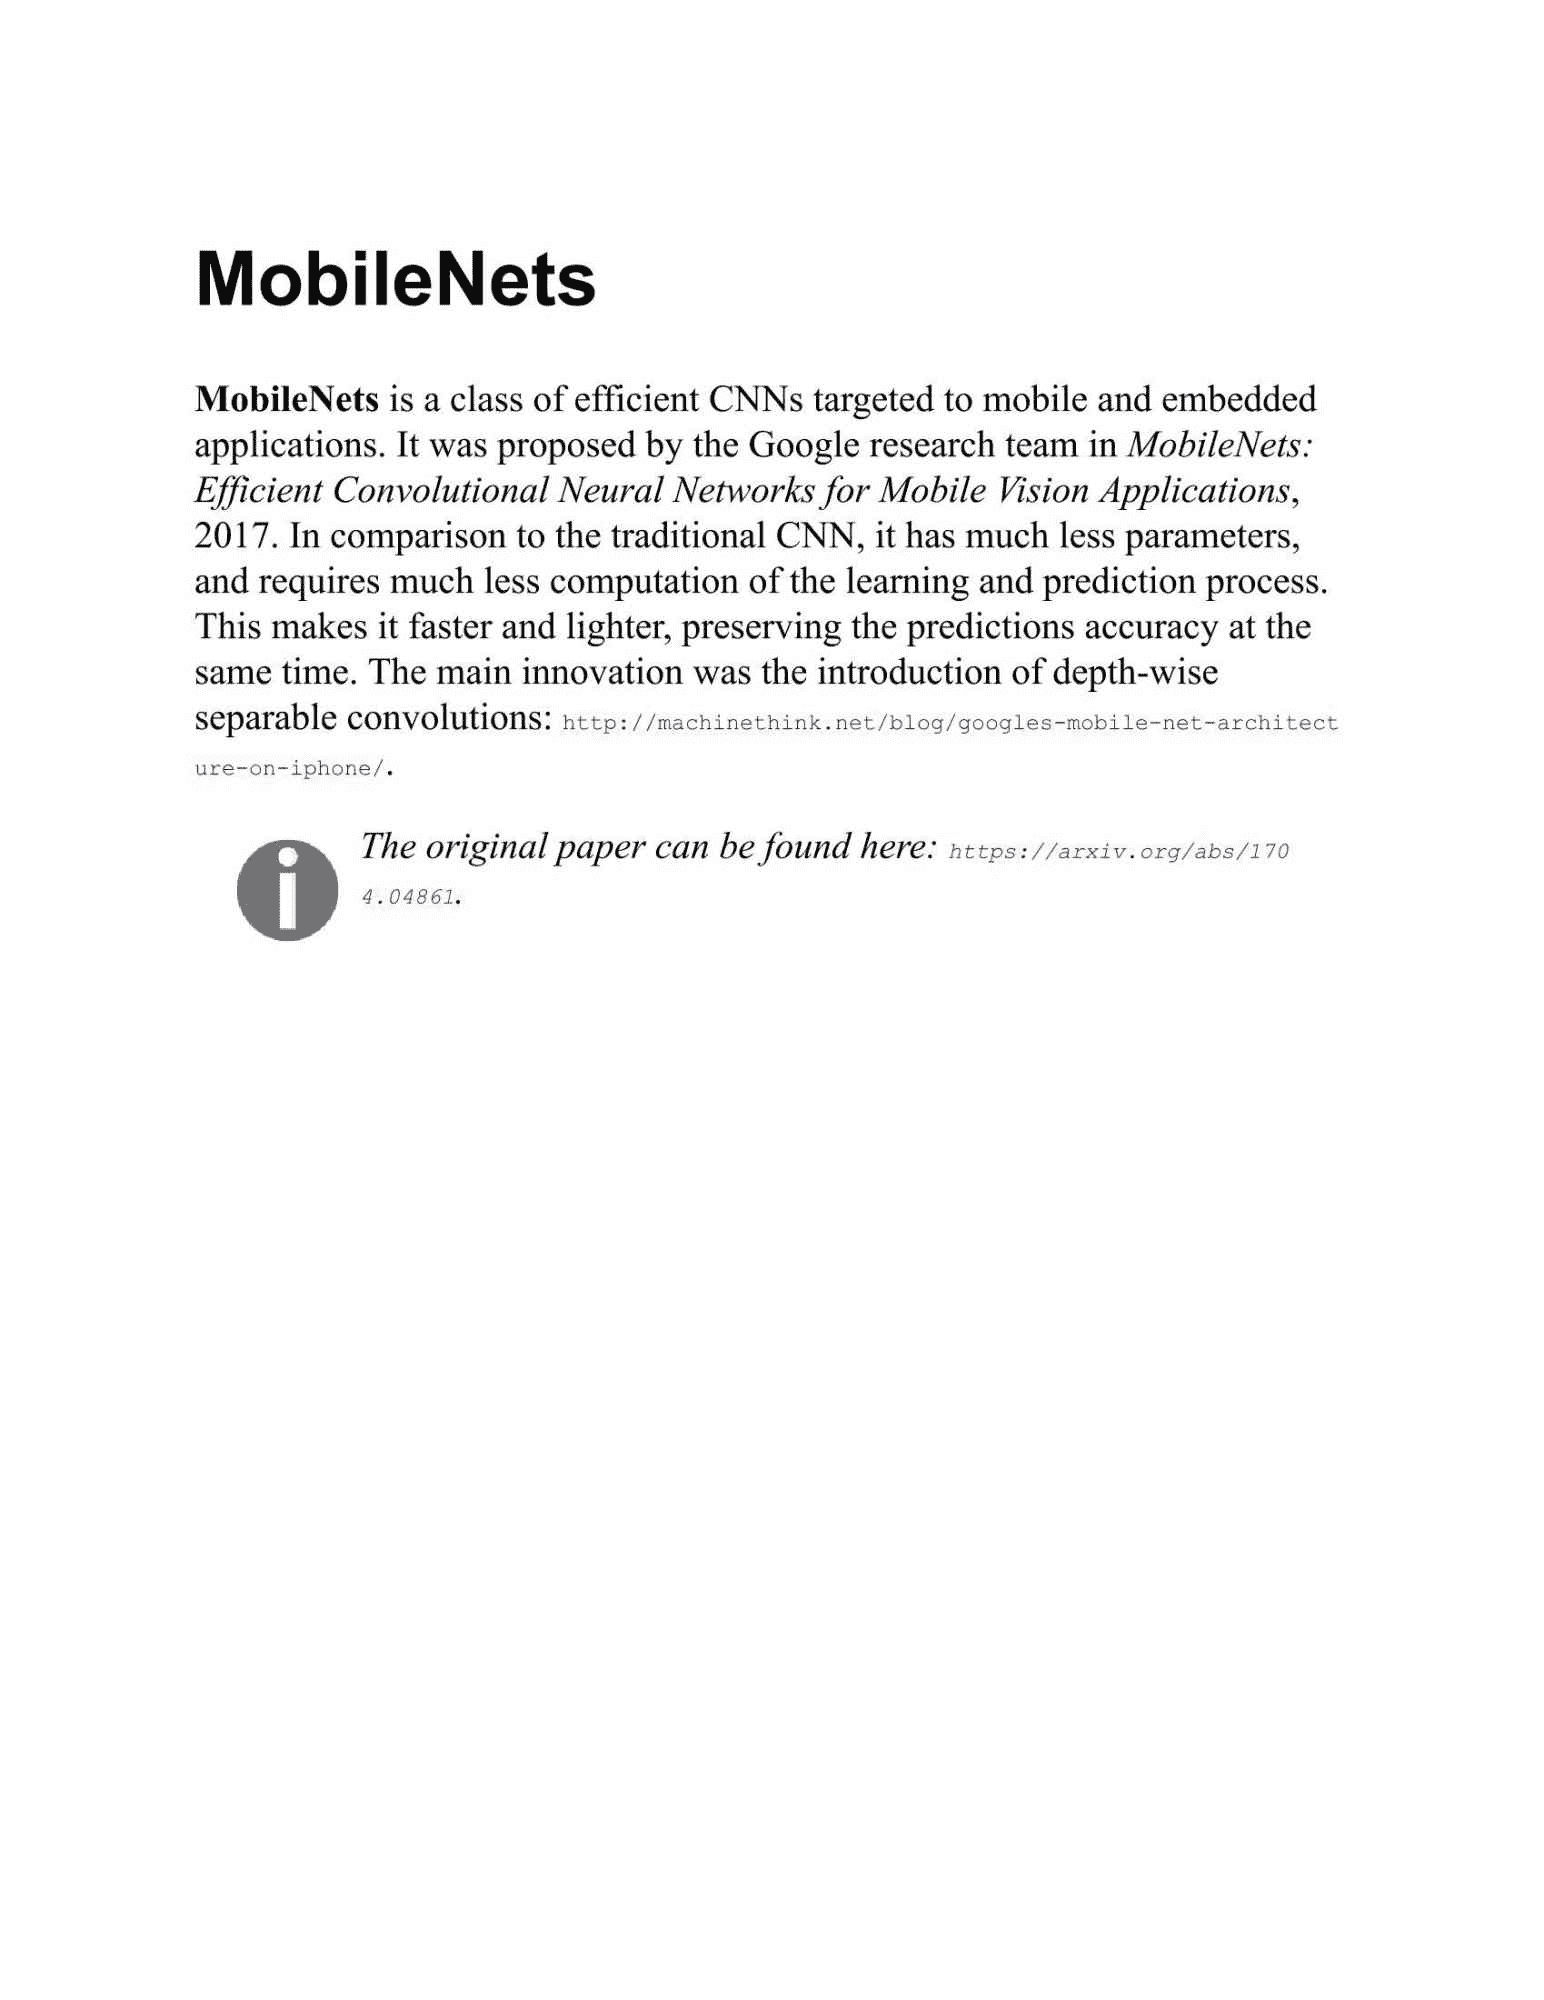 MobileNets
MobileNets is a class of efficient CNNs targeted to mobile and embedded
applications. It was proposed by the Google research team in MobileNets:
Efficient Convolutional Neural Networks for Mobile Vision Applications,
2017. In comparison to the traditional CNN, it has much less parameters,
and requires much less computation of the learning and prediction process.
This makes it faster and lighter, preserving the predictions accuracy at the
same time. The main innovation was the introduction of depth-wise
separable convolutions: http://machinethink.net/blog/googles-mobile-net-architect
ure-on-iphone/.
The original paper can be found here: https://arxiv.org/abs/170
4.04861.